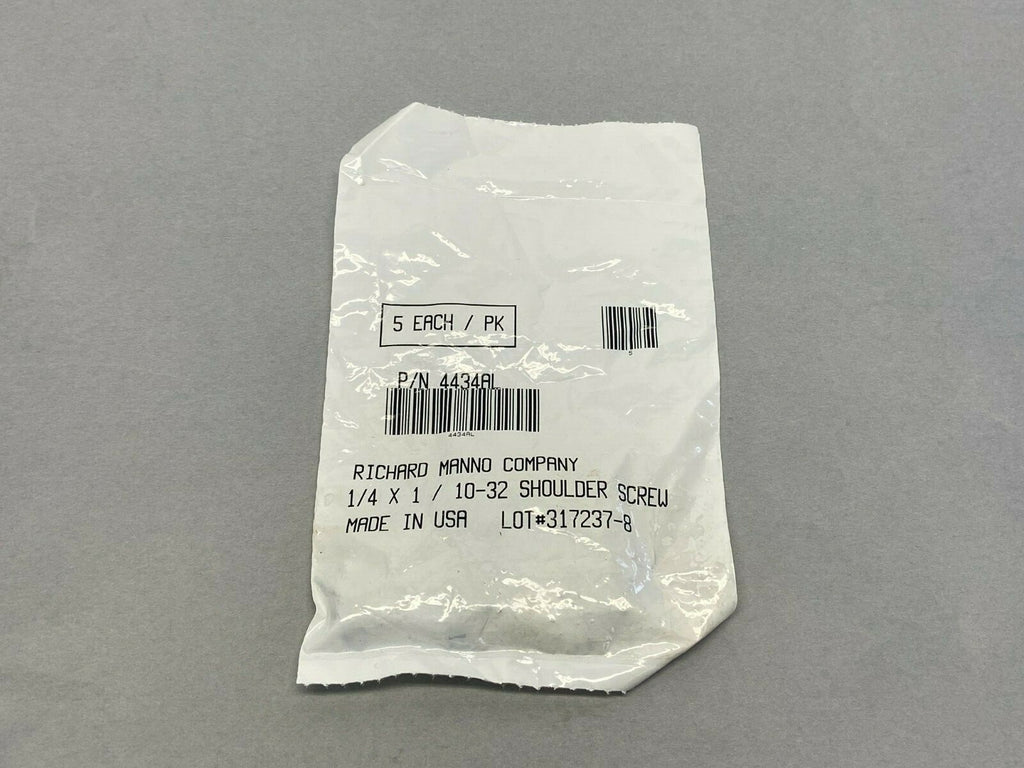 5 EACH / PK
5
P/N 4434AL
4434AL
RICHARD MANNO COMPANY
1/4 X 1 / 10-32 SHOULDER SCREW
MADE IN USA LOT#317237-8